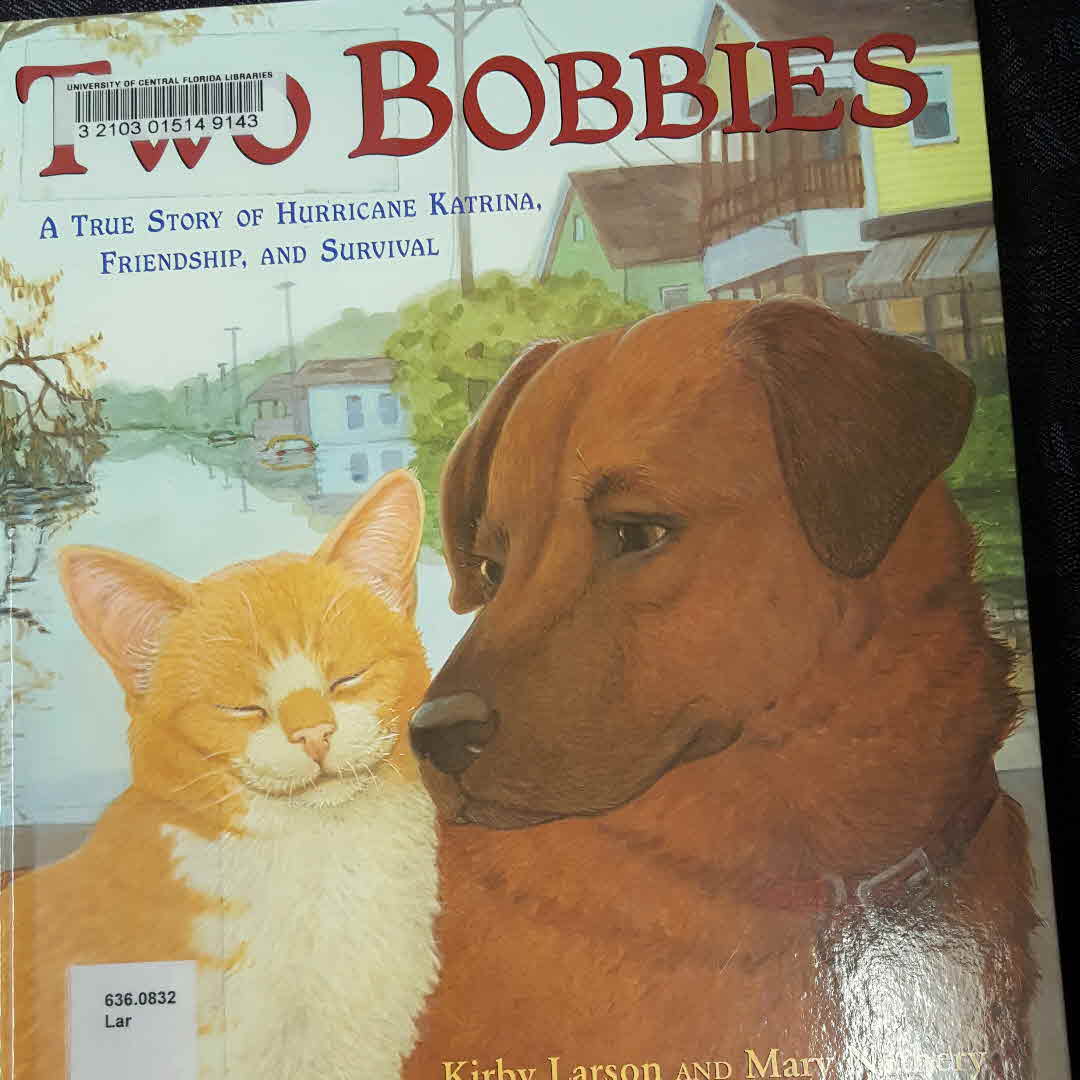 UNIVERSITY OF CENTRAL FLORIDA LIBRARIES
3 2103 01514 9143
TWO BOBBIES
A TRUE STORY OF HURRICANE KATRINA,
FRIENDSHIP, AND SURVIVAL
636.0832
Lar
Kirby Larson AND Mary Nethery